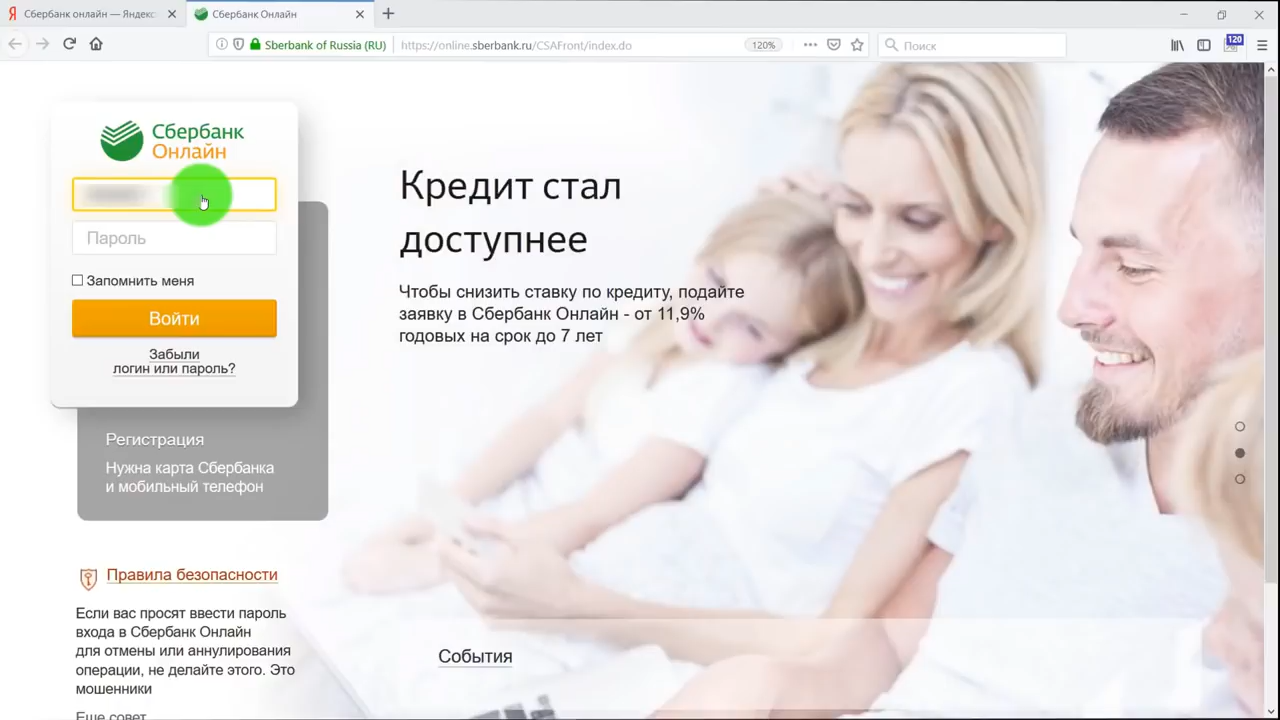 Сбербанк онлайн — Яндекс
Сбербанк Онлайн
Sberbank of Russia (RU)
https://online.sberbank.ru/CSAFront/index.do
120%
Поиск
120
Сбербанк
Онлайн
Пароль
Запомнить меня
Войти
Забыли
логин или пароль?
Регистрация
Нужна карта Сбербанка
и мобильный телефон
Правила безопасности
Если вас просят ввести пароль
входа в Сбербанк Онлайн
для отмены или аннулирования
операции, не делайте этого. Это
мошенники
Еще совет
Кредит стал
доступнее
Чтобы снизить ставку по кредиту, подайте
заявку в Сбербанк Онлайн - от 11,9%
годовых на срок до 7 лет
События